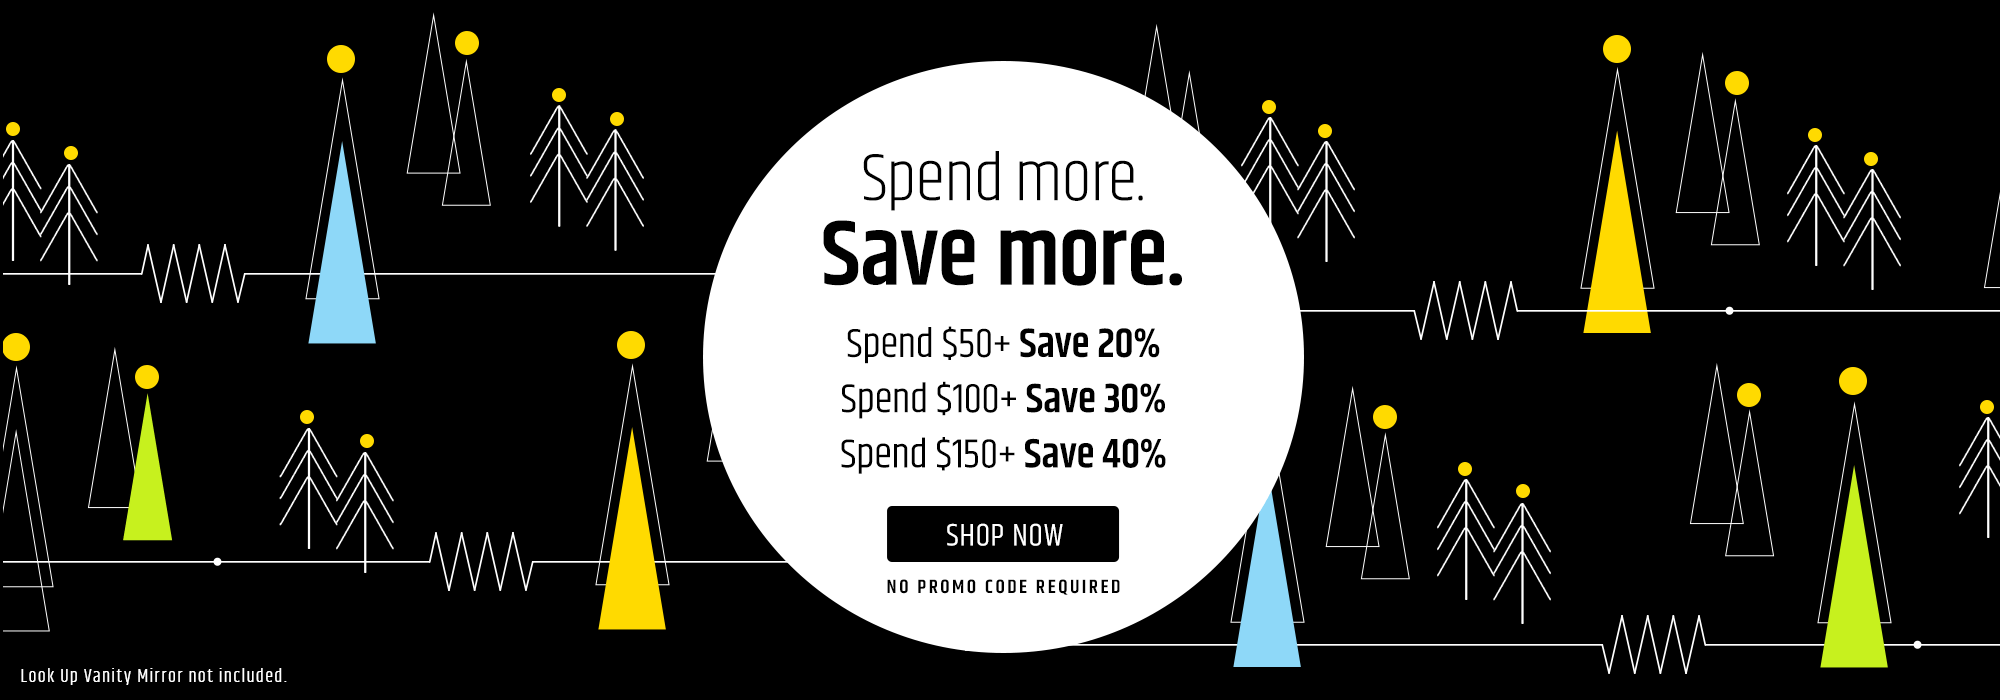 Spend more.
Save more.
Spend $50+ Save 20%
Spend $100+ Save 30%
Spend $150+ Save 40%
SHOP NOW
NO PROMO CODE REQUIRED
Look Up Vanity Mirror not included.